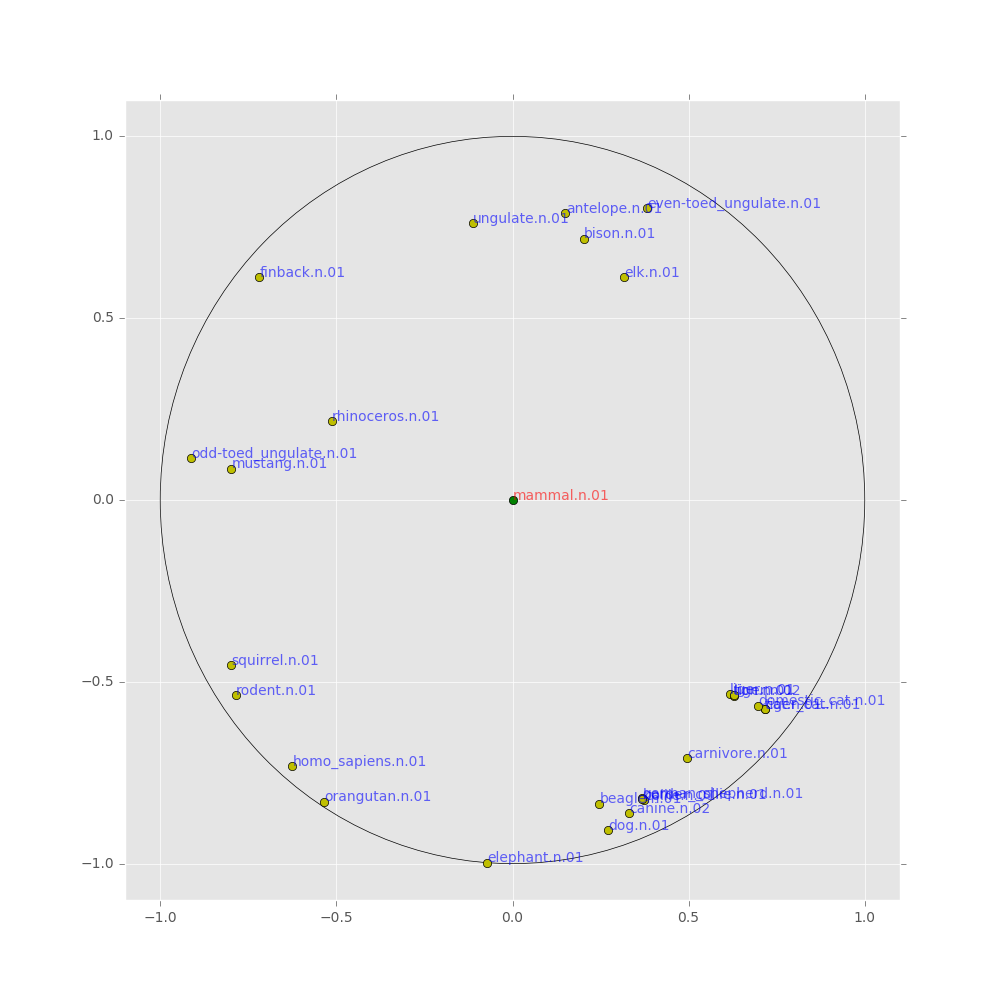 1.0
even-toed_ungulate.n.01
antelope.n.01
ungulate.n.01
bison.n.01
finback.n.01
elk.n.01
0.5
rhinoceros.n.01
odd-toed_ungulate.n.01
mustang.n.01
0.0
mammal.n.01
squirrel.n.01
−0.5
rodent.n.01
domestic_cat.n.01
carnivore.n.01
homo_sapiens.n.01
orangutan.n.01
beagle.n.01
canine.n.02
dog.n.01
elephant.n.01
−1.0
−1.0 −0.5 0.0 0.5 1.0